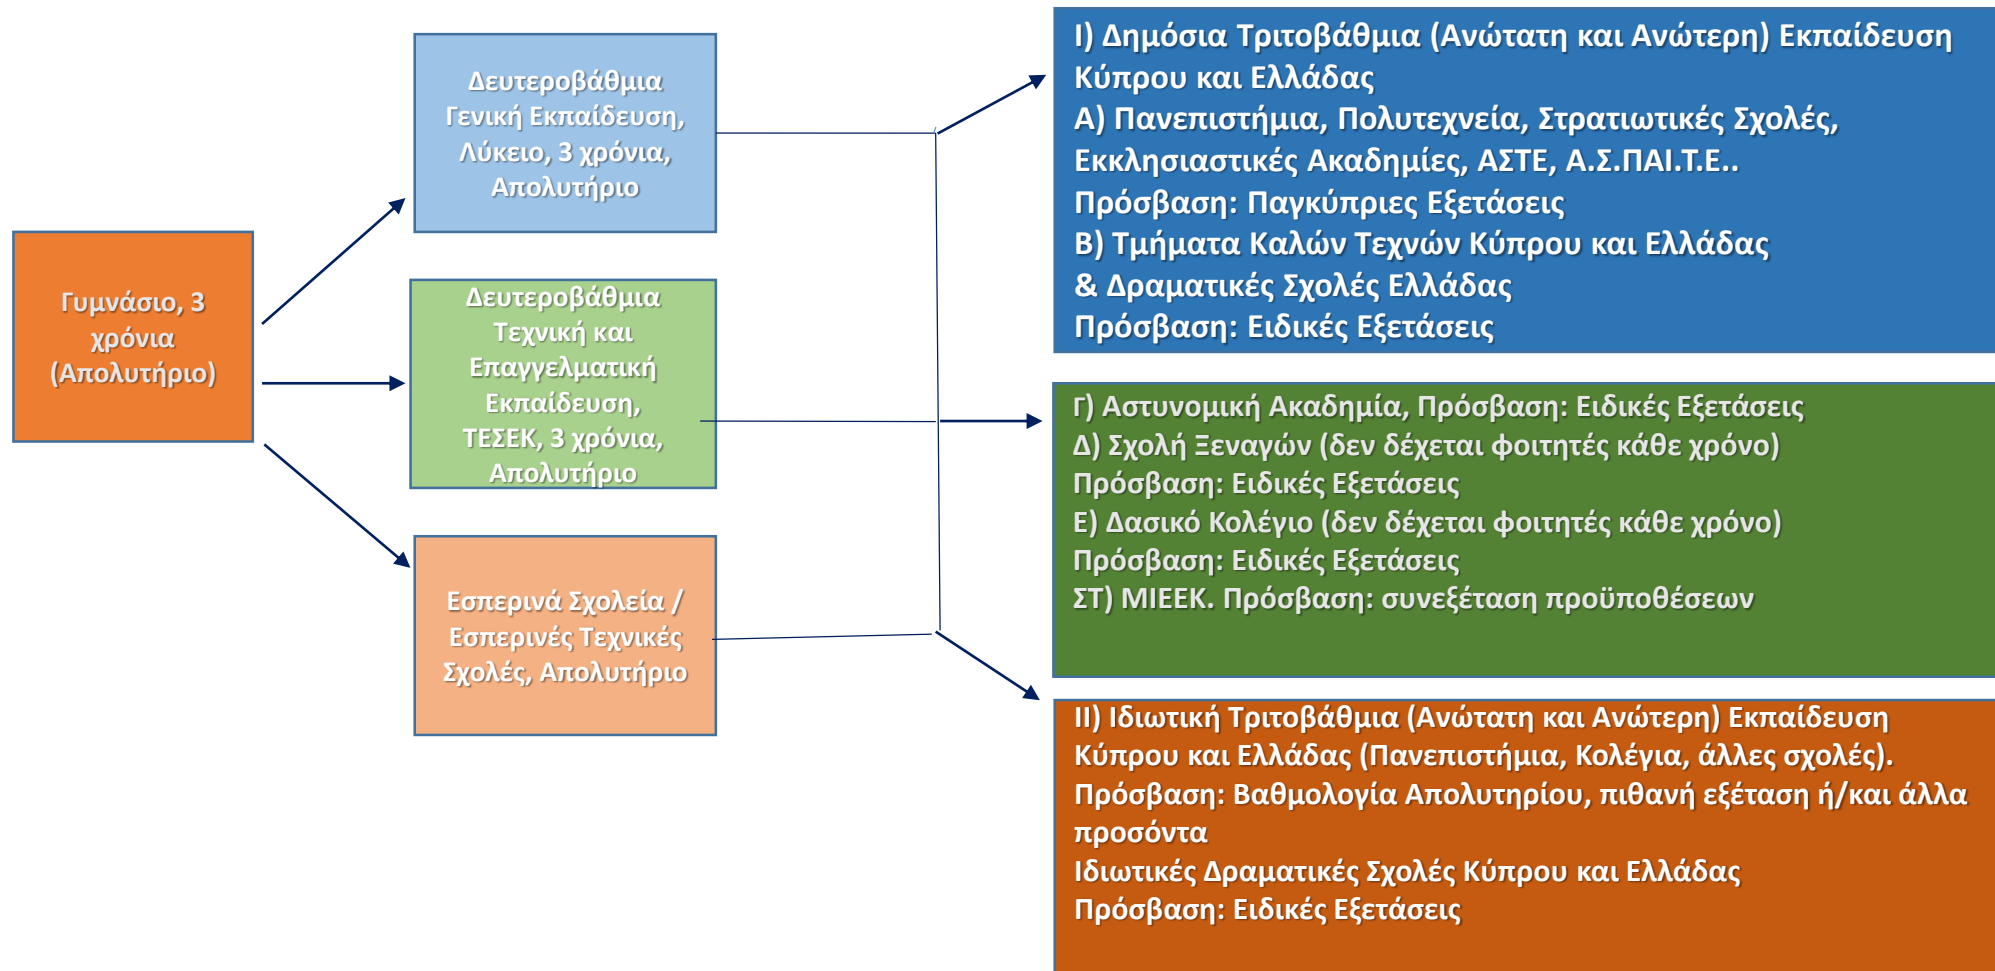 Γυμνάσιο, 3
χρόνια
(Απολυτήριο)
Δευτεροβάθμια
Γενική Εκπαίδευση,
Λύκειο, 3 χρόνια,
Απολυτήριο
Δευτεροβάθμια
Τεχνική και
Επαγγελματική
Εκπαίδευση,
ΤΕΣΕΚ, 3 χρόνια,
Απολυτήριο
Εσπερινά Σχολεία /
Εσπερινές Τεχνικές
Σχολές, Απολυτήριο
Ι) Δημόσια Τριτοβάθμια (Ανώτατη και Ανώτερη) Εκπαίδευση
Κύπρου και Ελλάδας
Α) Πανεπιστήμια, Πολυτεχνεία, Στρατιωτικές Σχολές,
Εκκλησιαστικές Ακαδημίες, ΑΣΤΕ, Α.Σ.ΠΑΙ.Τ.Ε..
Πρόσβαση: Παγκύπριες Εξετάσεις
Β) Τμήματα Καλών Τεχνών Κύπρου και Ελλάδας
& Δραματικές Σχολές Ελλάδας
Πρόσβαση: Ειδικές Εξετάσεις
Γ) Αστυνομική Ακαδημία, Πρόσβαση: Ειδικές Εξετάσεις
Δ) Σχολή Ξεναγών (δεν δέχεται φοιτητές κάθε χρόνο)
Πρόσβαση: Ειδικές Εξετάσεις
Ε) Δασικό Κολέγιο (δεν δέχεται φοιτητές κάθε χρόνο)
Πρόσβαση: Ειδικές Εξετάσεις
ΣΤ) ΜΙΕΕΚ. Πρόσβαση: συνεξέταση προϋποθέσεων
ΙΙ) Ιδιωτική Τριτοβάθμια (Ανώτατη και Ανώτερη) Εκπαίδευση
Κύπρου και Ελλάδας (Πανεπιστήμια, Κολέγια, άλλες σχολές).
Πρόσβαση: Βαθμολογία Απολυτηρίου, πιθανή εξέταση ή/και άλλα
προσόντα
Ιδιωτικές Δραματικές Σχολές Κύπρου και Ελλάδας
Πρόσβαση: Ειδικές Εξετάσεις